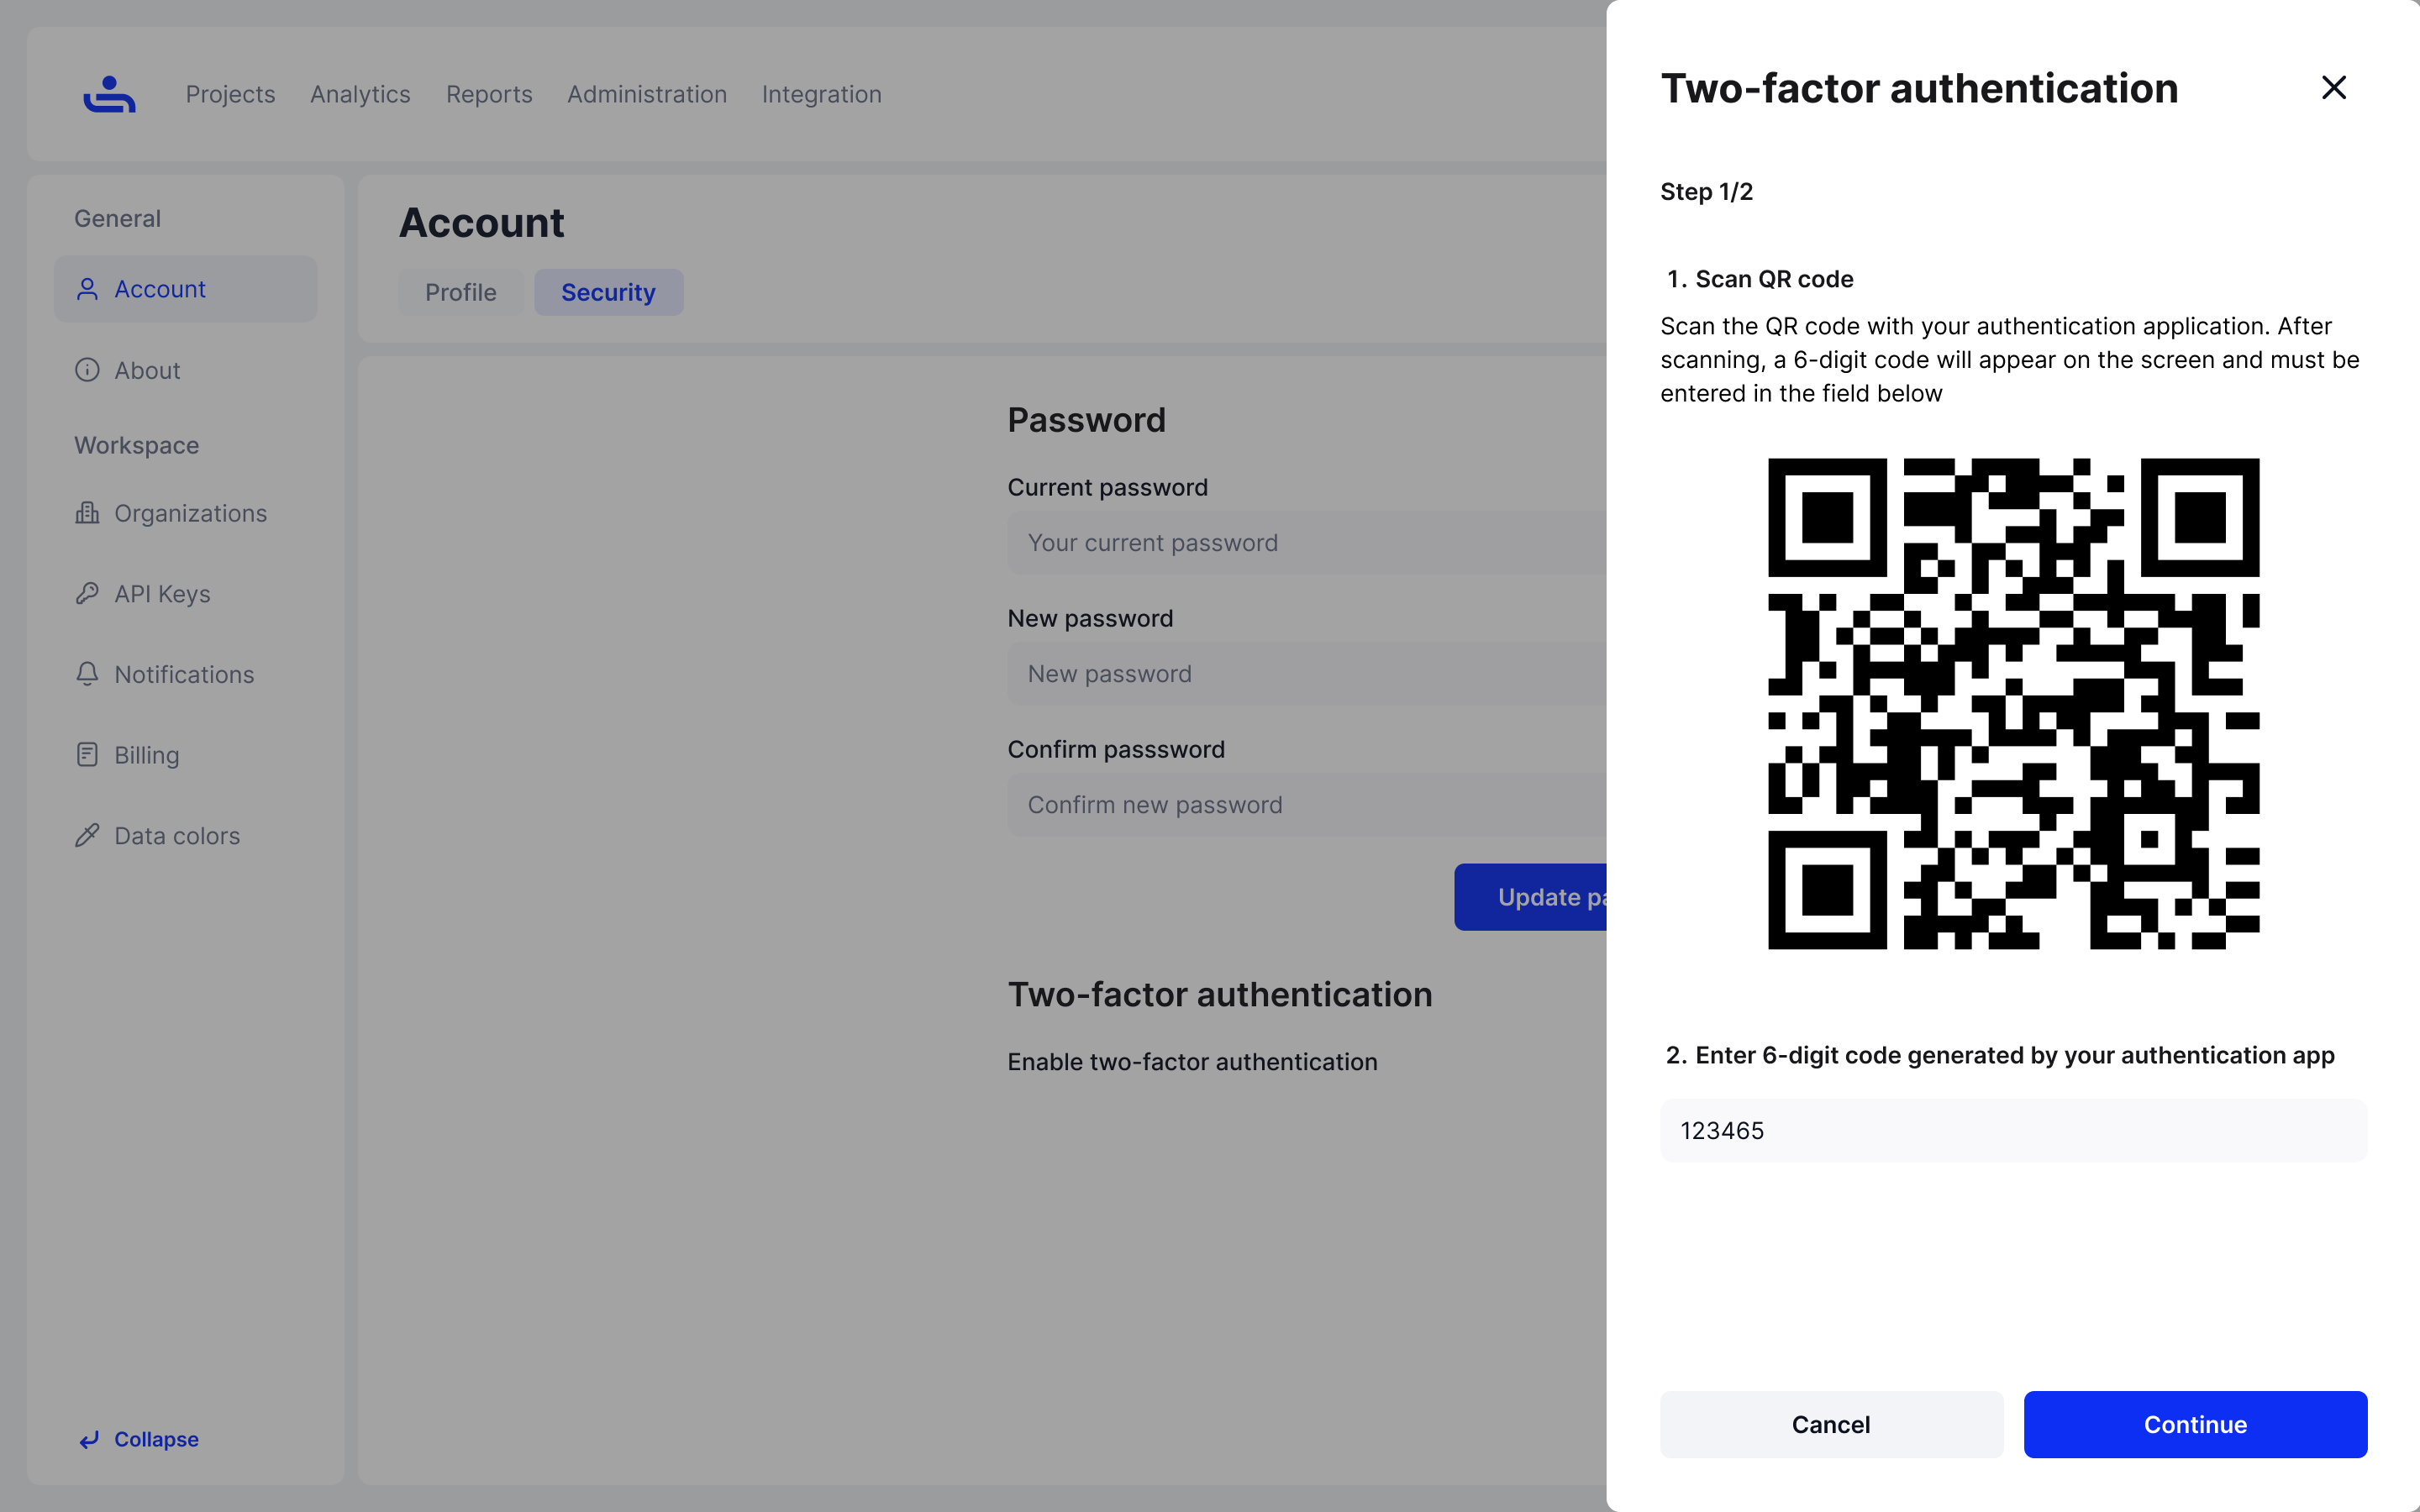 Projects Analytics Reports Administration Integration
General
Account
About
Workspace
Organizations
API Keys
Notifications
Billing
Data colors
Collapse
Account
Profile Security
Password
Current password
Your current password
New password
New password
Confirm passsword
Confirm new password
Update pa
Two-factor authentication
Enable two-factor authentication
Two-factor authentication
Step 1/2
1. Scan QR code
Scan the QR code with your authentication application. After
scanning, a 6-digit code will appear on the screen and must be
entered in the field below
2. Enter 6-digit code generated by your authentication app
123465
Cancel Continue